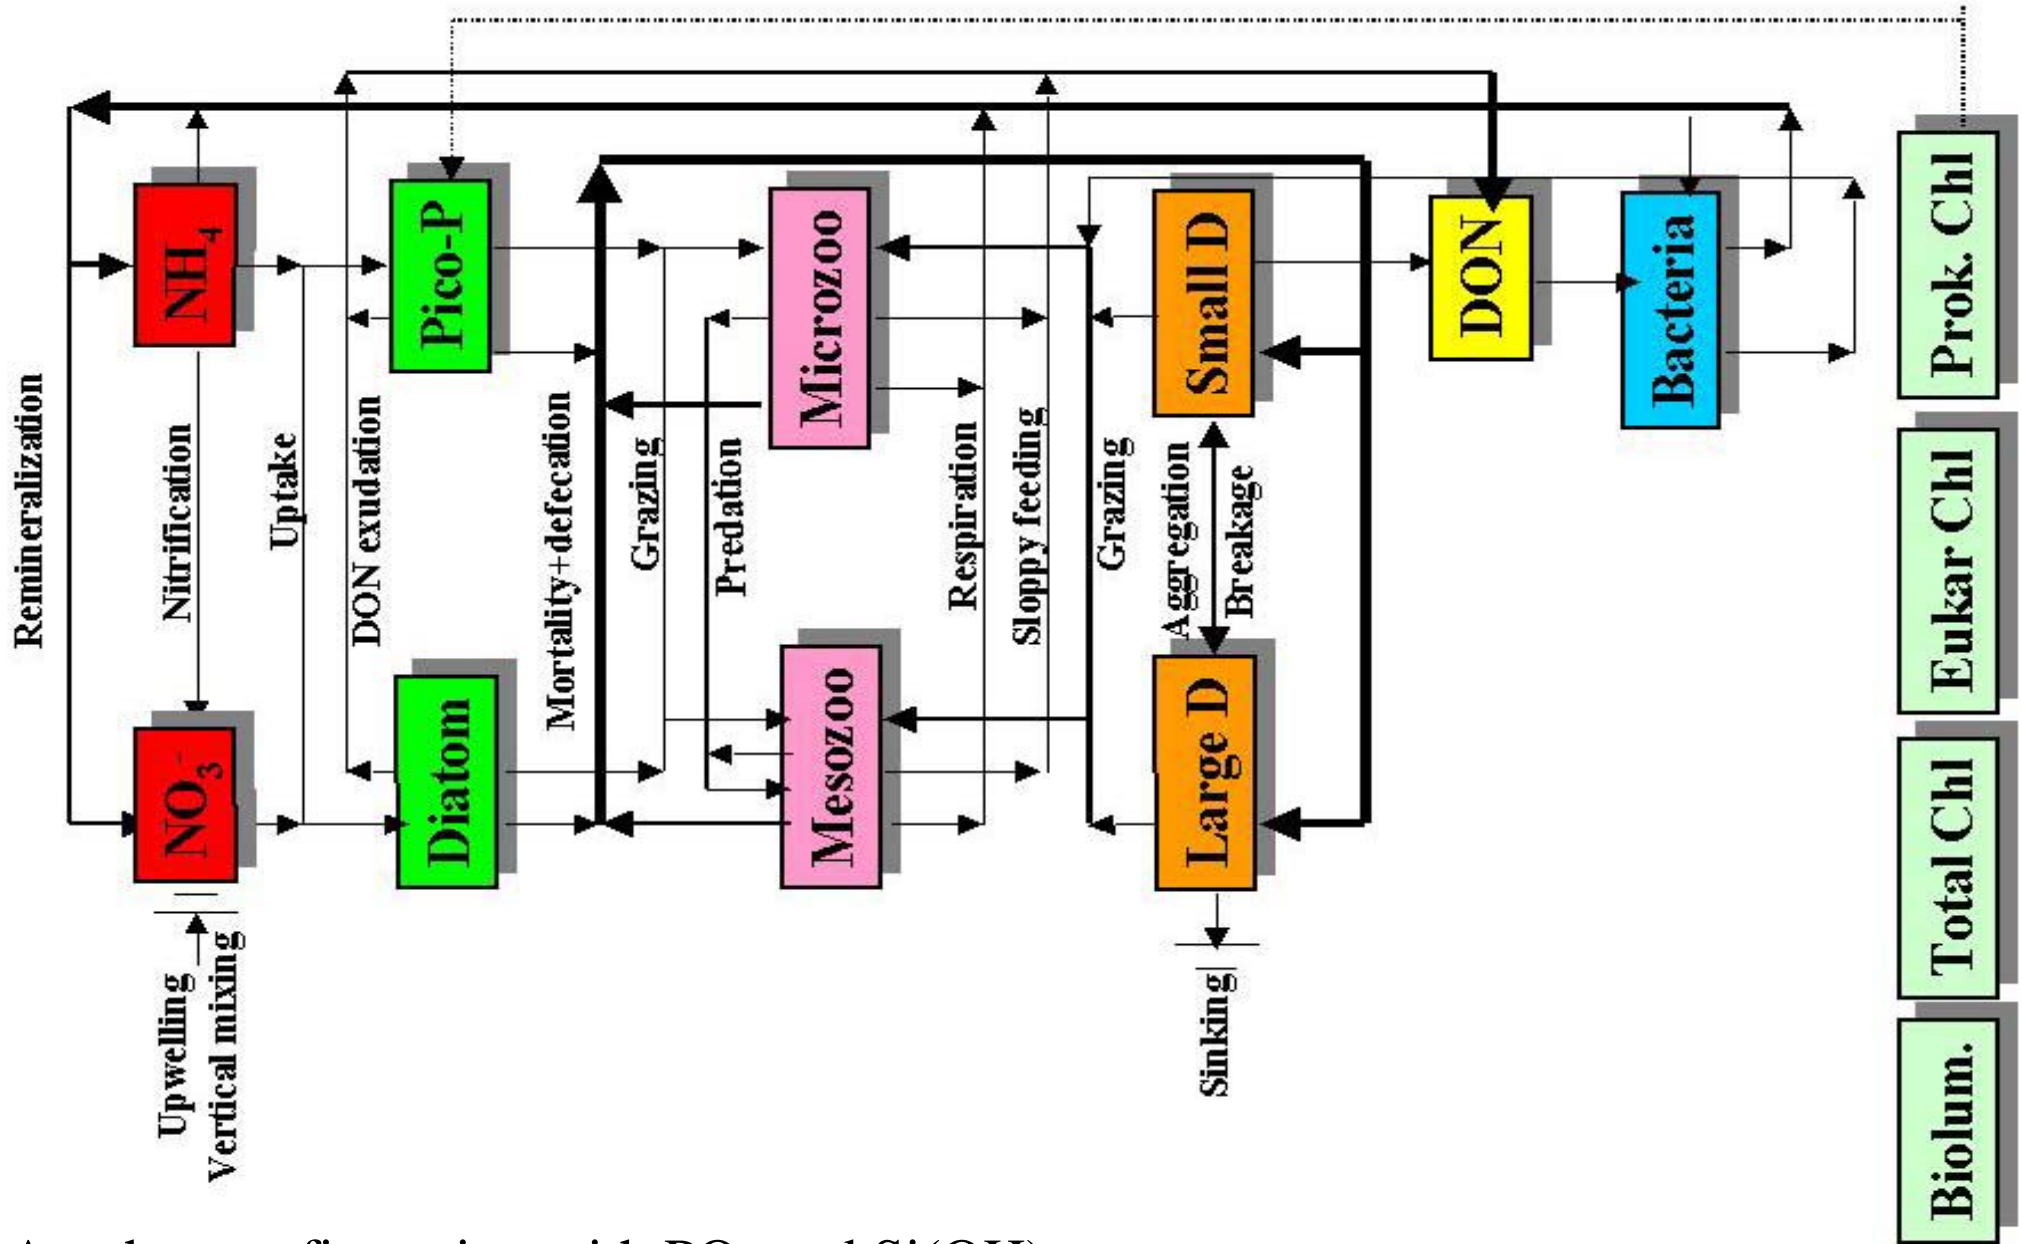 Remineralization
Upwelling
Vertical mixing
NO3-
Nitrification
NH4
Uptake
DON exudation
Diatom
Pico-P
Mortality+defecation
Grazing
Predation
Mesozoo
Microzoo
Respiration
Sloppy feeding
Grazing
Sinking
Large D
Aggregation
Breakage
Small D
DON
Bacteria
Biolum.
Total Chl
Eukar Chl
Prok. Chl